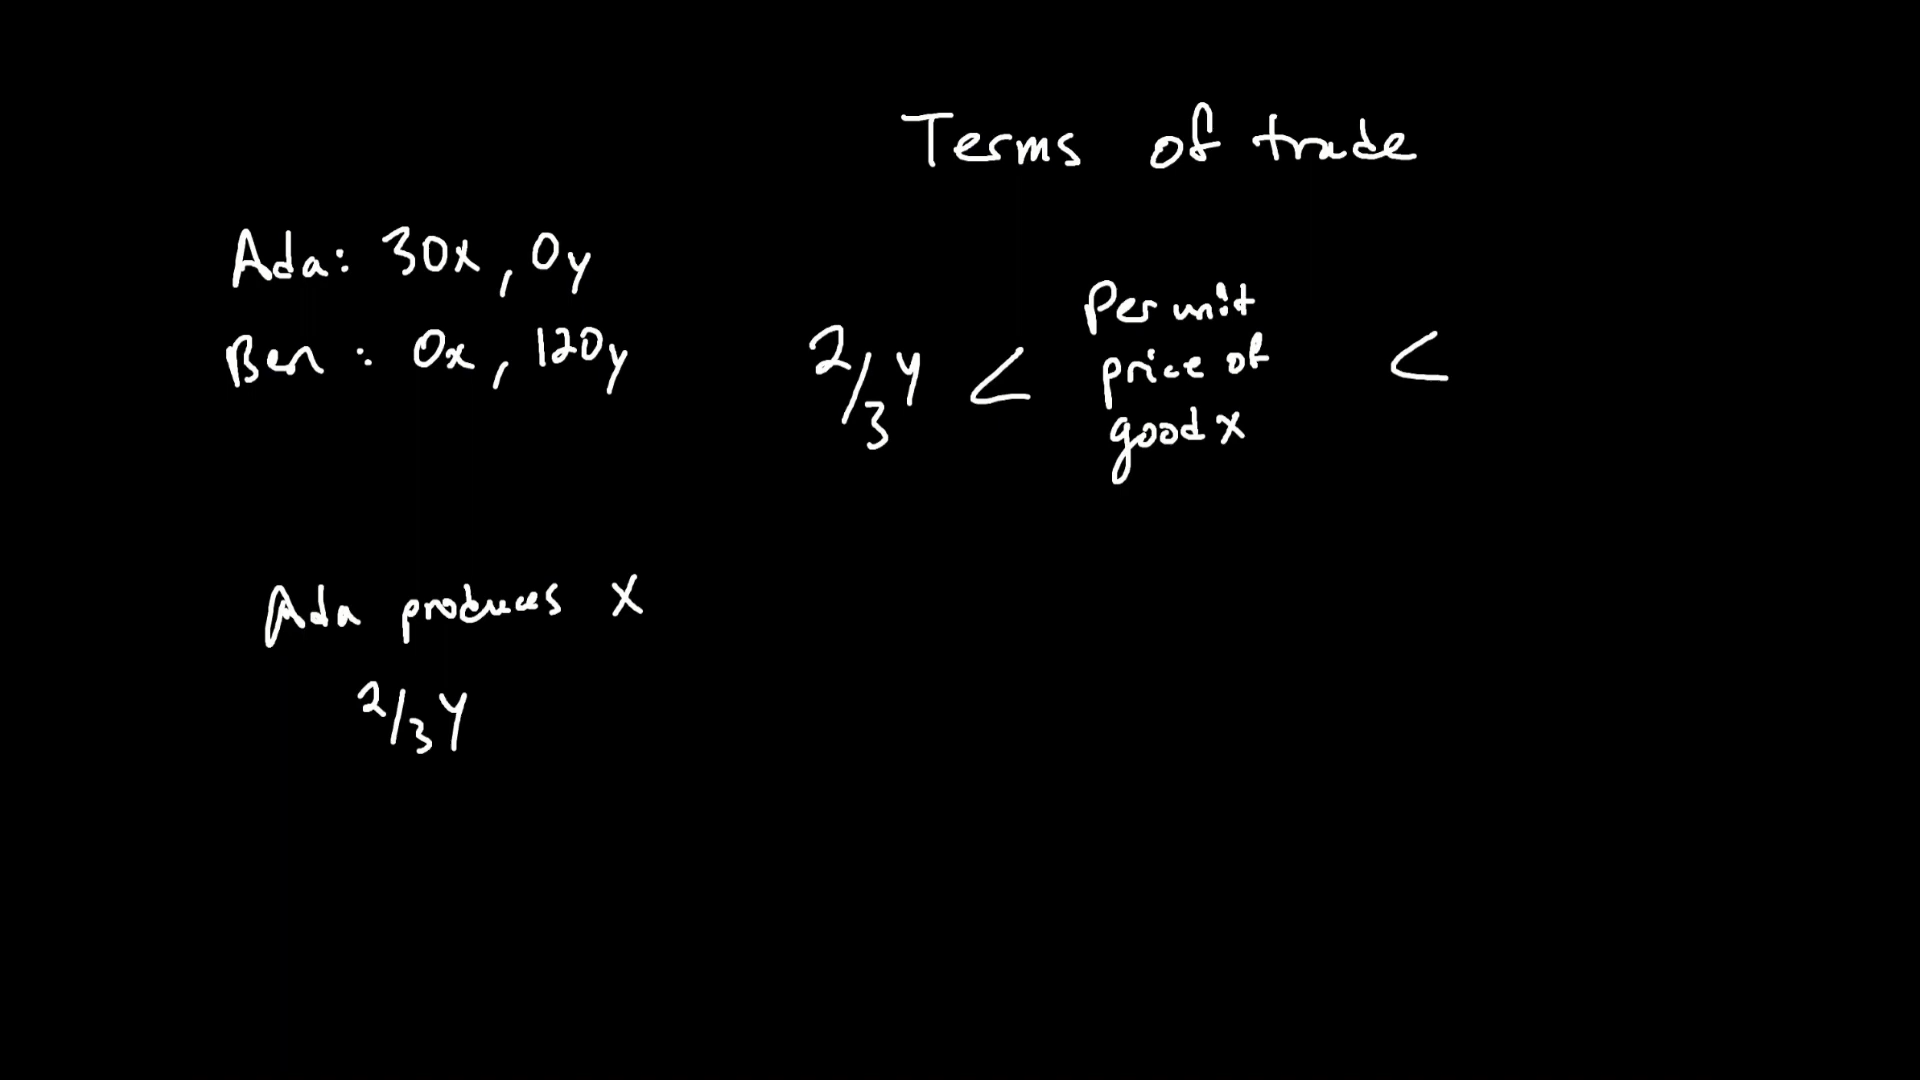 Terms of trade
Ada: 30x, 0y
Ben: 0x, 120y
2/3 Y < Per unit price of good x <
Ada produces X
2/3 Y